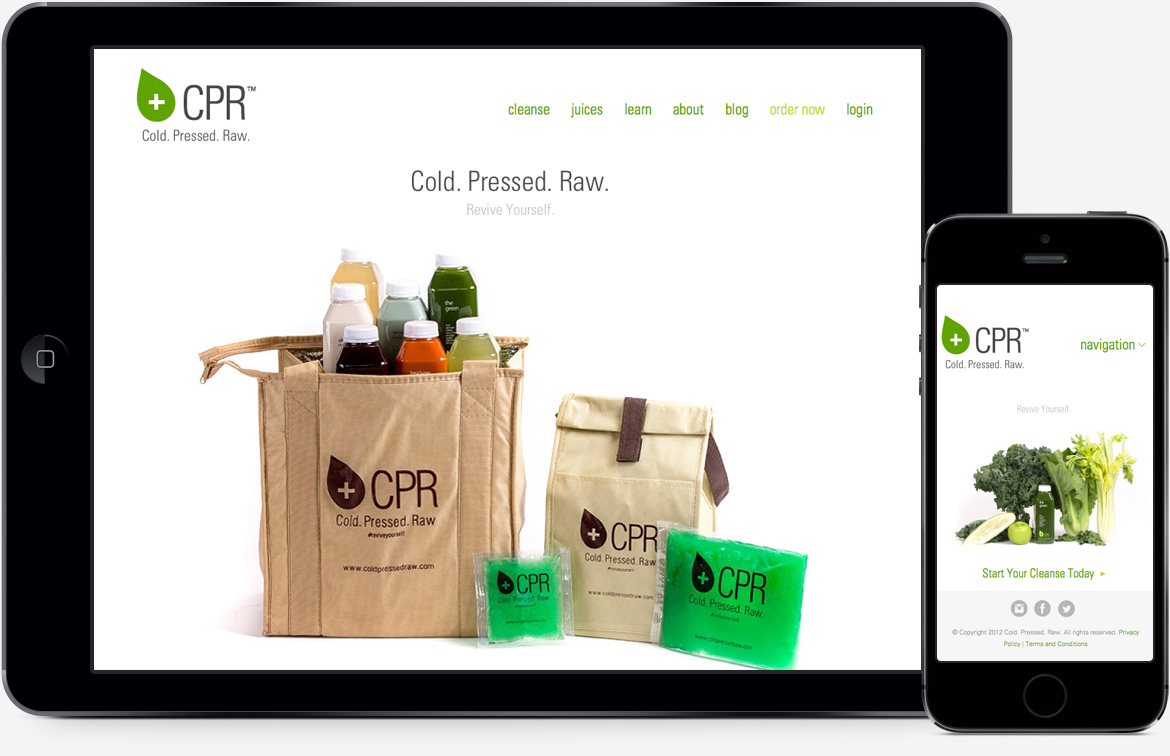 CPR™
Cold. Pressed. Raw.
cleanse juices learn about blog order now login
Cold. Pressed. Raw.
Revive Yourself.
the
green
CPR
Cold. Pressed. Raw
#reviveyourself
www.coldpressedraw.com
CPR
Cold. Pressed. Raw
#reviveyourself
www.coldpressedraw.com
CPR
Cold. Pressed. Raw
CPR
Cold. Pressed. Raw.
#reviveyourself
www.coldpressedraw.com
CPR™
Cold. Pressed. Raw.
navigation
Revive Yourself.
Start Your Cleanse Today
© Copyright 2012 Cold. Pressed. Raw. All rights reserved. Privacy
Policy | Terms and Conditions